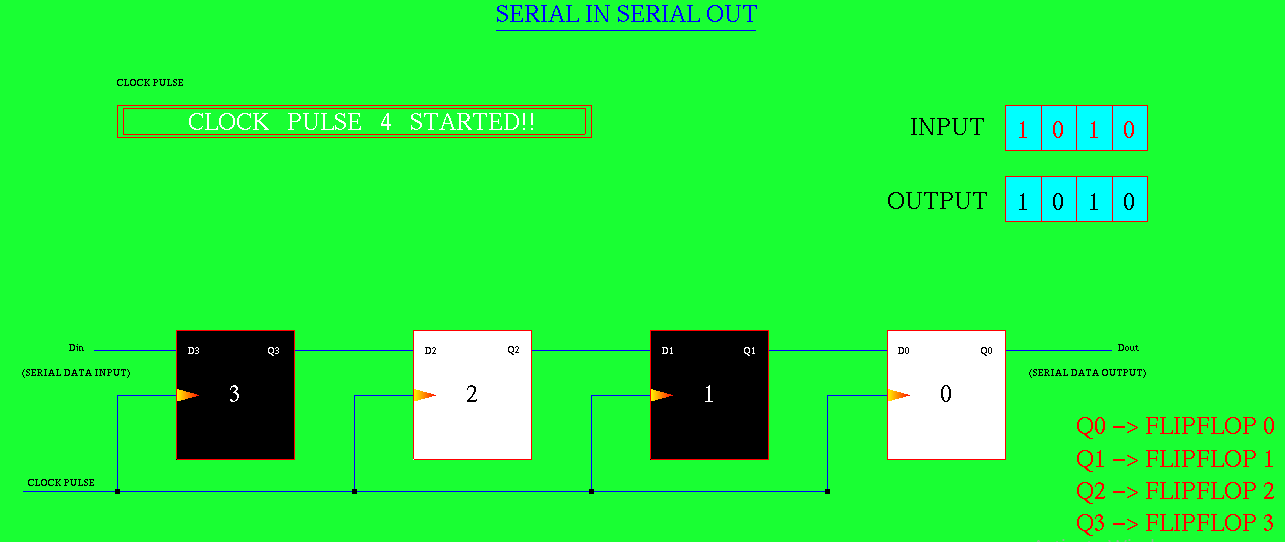 SERIAL IN SERIAL OUT
CLOCK PULSE
CLOCK PULSE 4 STARTED!!
INPUT 1 0 1 0
OUTPUT 1 0 1 0
Din D3 Q3 D2 Q2 D1 Q1 D0 Q0 Dout
(SERIAL DATA INPUT) (SERIAL DATA OUTPUT)
3 2 1 0
Q0 –> FLIPFLOP 0
Q1 –> FLIPFLOP 1
CLOCK PULSE
Q2 –> FLIPFLOP 2
Q3 –> FLIPFLOP 3